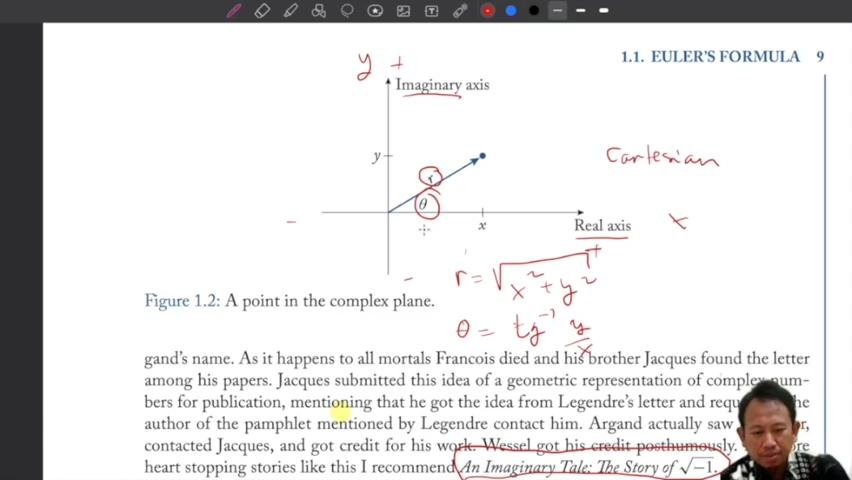 1.1. EULER'S FORMULA 9
y +
Imaginary axis
y
Cartesian
r
θ
-
x
Real axis
x
+
-
r = √x² + y²
θ = tg⁻¹ y/x
Figure 1.2: A point in the complex plane.
gand's name. As it happens to all mortals Francois died and his brother Jacques found the letter
among his papers. Jacques submitted this idea of a geometric representation of complex num-
bers for publication, mentioning that he got the idea from Legendre's letter and the
author of the pamphlet mentioned by Legendre contact him. Argand actually saw
contacted Jacques, and got credit for his work. Wessel got his credit posthumously.
heart stopping stories like this I recommend An Imaginary Tale: The Story of √−1.